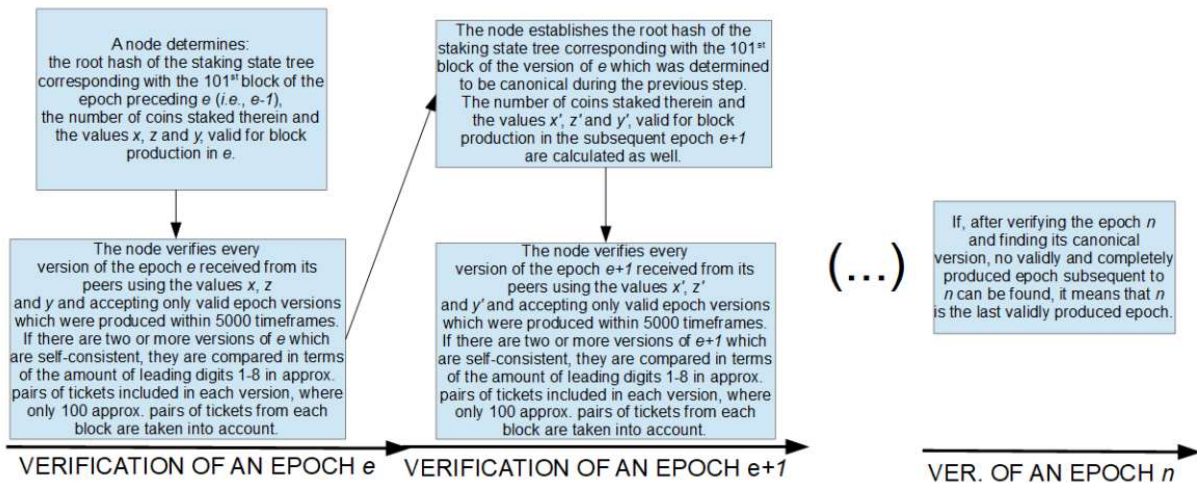 A node determines:
the root hash of the staking state tree
corresponding with the 101st block of the
epoch preceding e (i.e., e-1),
the number of coins staked therein and
the values x, z and y, valid for block
production in e.
The node verifies every
version of the epoch e received from its
peers using the values x, z
and y and accepting only valid epoch versions
which were produced within 5000 timeframes.
If there are two or more versions of e which
are self-consistent, they are compared in terms
of the amount of leading digits 1-8 in approx.
pairs of tickets included in each version, where
only 100 approx. pairs of tickets from each
block are taken into account.
VERIFICATION OF AN EPOCH e
The node establishes the root hash of the
staking state tree corresponding with the 101st
block of the version of e which was determined
to be canonical during the previous step.
The number of coins staked therein and
the values x', z' and y', valid for block
production in the subsequent epoch e+1
are calculated as well.
The node verifies every
version of the epoch e+1 received from its
peers using the values x', z'
and y' and accepting only valid epoch versions
which were produced within 5000 timeframes.
If there are two or more versions of e+1 which
are self-consistent, they are compared in terms
of the amount of leading digits 1-8 in approx.
pairs of tickets included in each version, where
only 100 approx. pairs of tickets from each
block are taken into account.
VERIFICATION OF AN EPOCH e+1
(...)
If, after verifying the epoch n
and finding its canonical
version, no validly and completely
produced epoch subsequent to
n can be found, it means that n
is the last validly produced epoch.
VER. OF AN EPOCH n